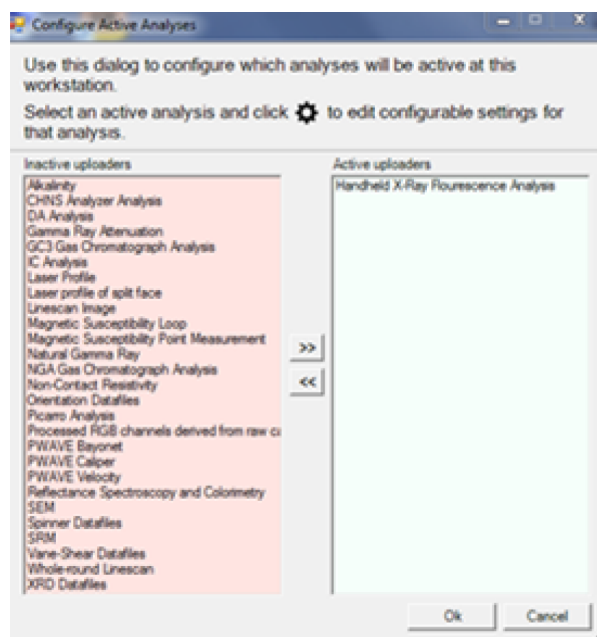 Configure Active Analyses
Use this dialog to configure which analyses will be active at this
workstation.
Select an active analysis and click to edit configurable settings for
that analysis.
Inactive uploaders
Alkalinity
CHNS Analyzer Analysis
DA Analysis
Gamma Ray Attenuation
GC3 Gas Chromatograph Analysis
IC Analysis
Laser Profile
Laser profile of split face
Linescan Image
Magnetic Susceptibility Loop
Magnetic Susceptibility Point Measurement
Natural Gamma Ray
NGA Gas Chromatograph Analysis
Non-Contact Resistivity
Orientation Datafiles
Picarro Analysis
Processed RGB channels derived from raw ca
PWAVE Bayonet
PWAVE Caliper
PWAVE Velocity
Reflectance Spectroscopy and Colorimetry
SEM
Spinner Datafiles
SRM
Vane-Shear Datafiles
Whole-round Linescan
XRD Datafiles
>>
<<
Active uploaders
Handheld X-Ray Flourescence Analysis
Ok Cancel